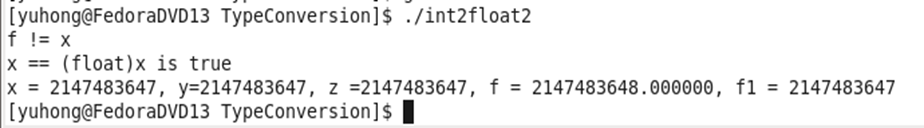 [yuhong@FedoraDVD13 TypeConversion]$ ./int2float2
f != x
x == (float)x is true
x = 2147483647, y=2147483647, z =2147483647, f = 2147483648.000000, f1 = 2147483647
[yuhong@FedoraDVD13 TypeConversion]$